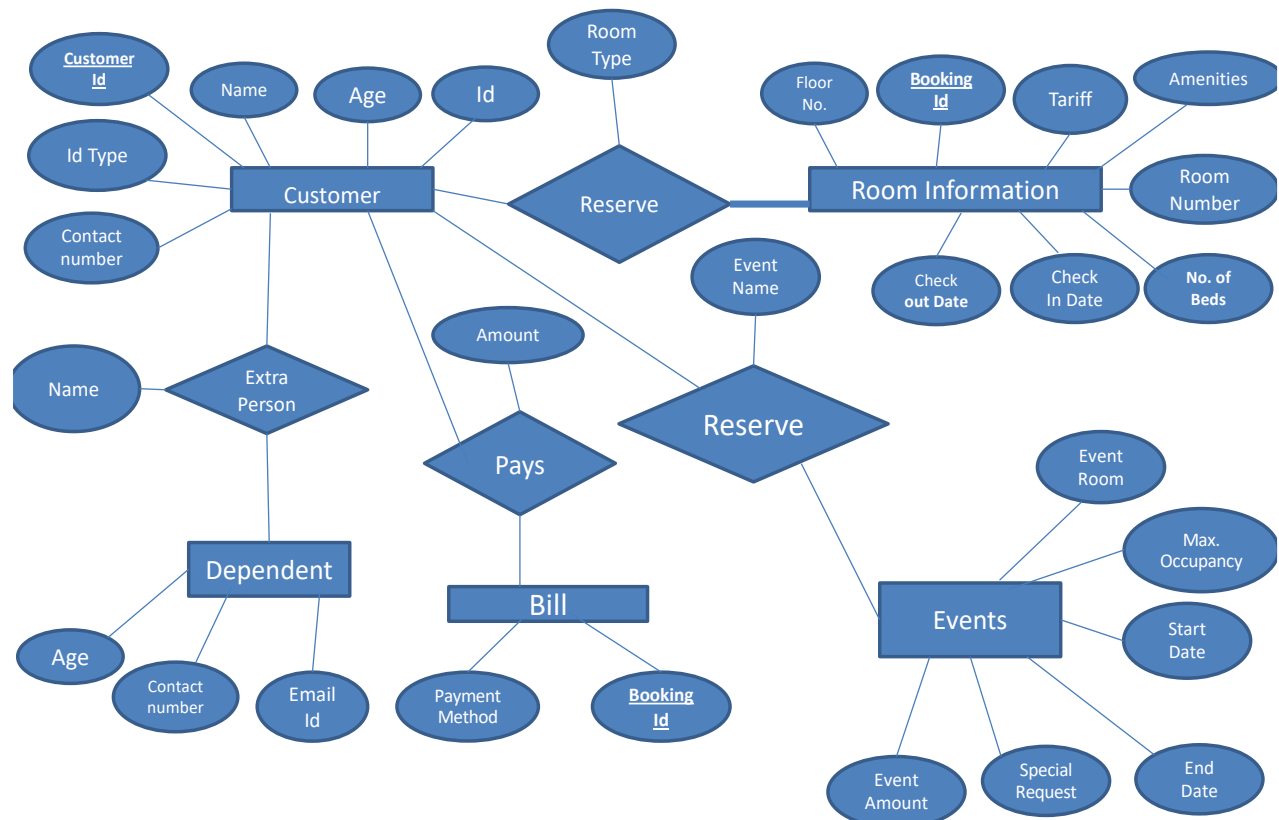 Room
Type
Customer
Id
Name
Age
Id
Floor
No.
Booking
Id
Tariff
Amenities
Id Type
Customer
Reserve
Room Information
Room
Number
Contact
number
Event
Name
Check
out Date
Check
In Date
No. of
Beds
Amount
Name
Extra
Person
Reserve
Pays
Event
Room
Max.
Occupancy
Dependent
Bill
Events
Start
Date
Age
Contact
number
Email
Id
Payment
Method
Booking
Id
Event
Amount
Special
Request
End
Date